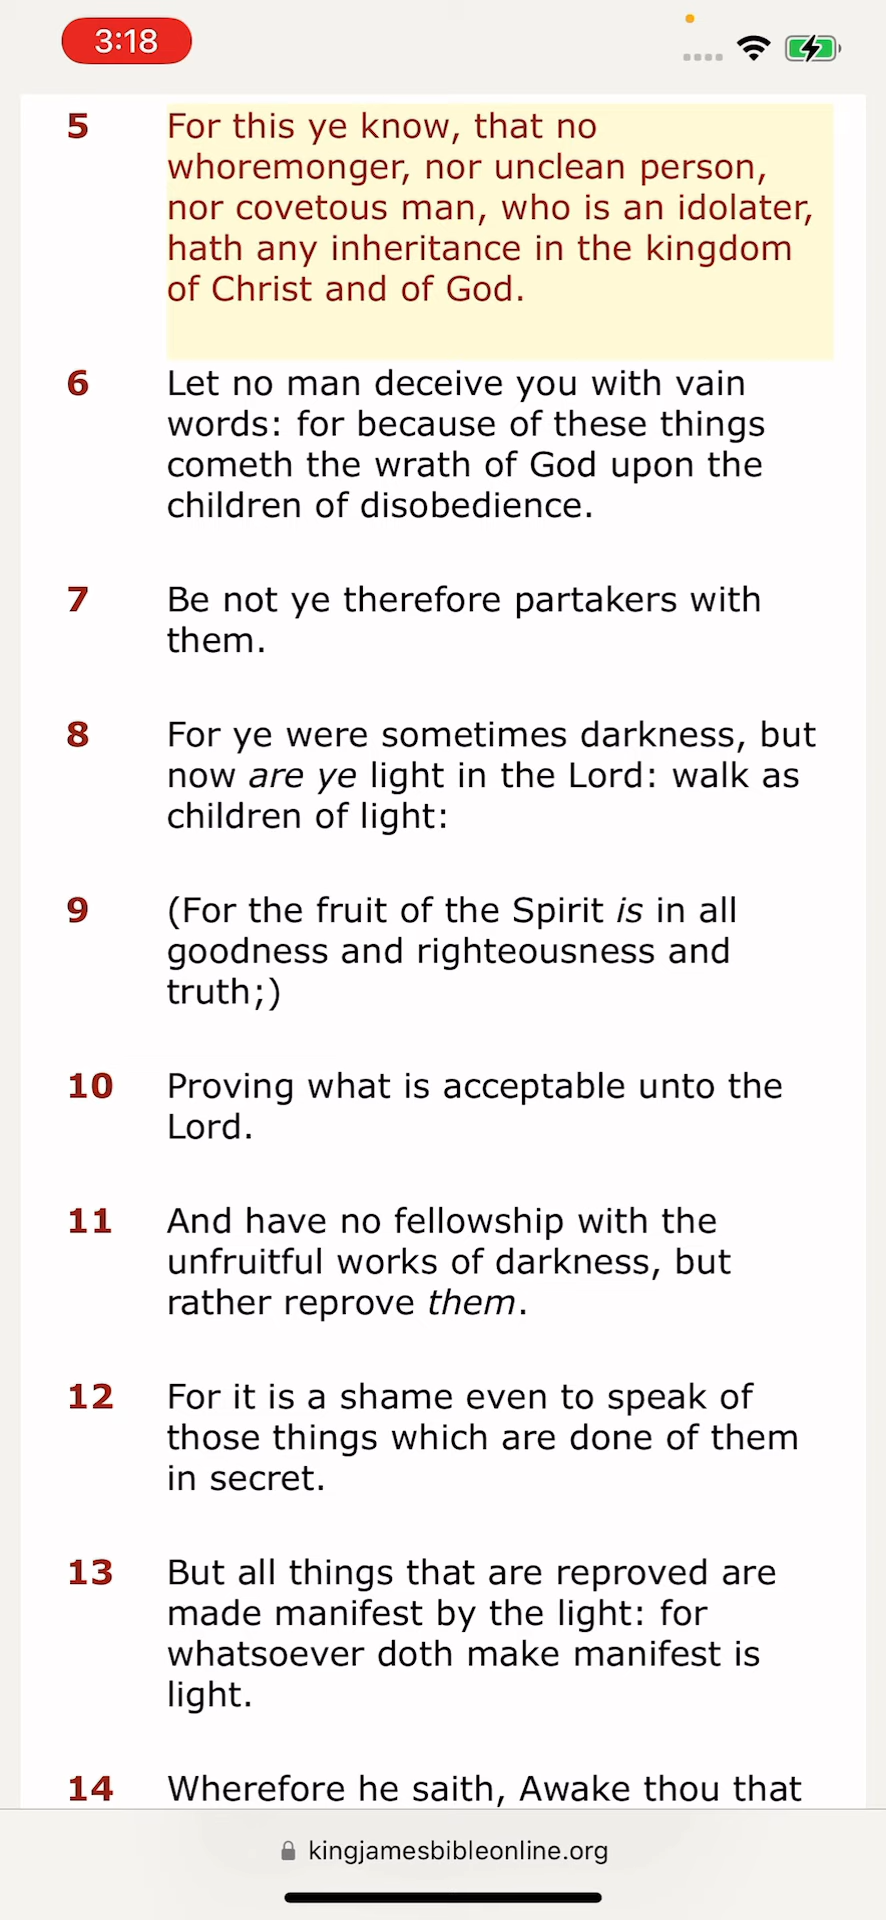 3:18
5 For this ye know, that no
whoremonger, nor unclean person,
nor covetous man, who is an idolater,
hath any inheritance in the kingdom
of Christ and of God.
6 Let no man deceive you with vain
words: for because of these things
cometh the wrath of God upon the
children of disobedience.
7 Be not ye therefore partakers with
them.
8 For ye were sometimes darkness, but
now are ye light in the Lord: walk as
children of light:
9 (For the fruit of the Spirit is in all
goodness and righteousness and
truth;)
10 Proving what is acceptable unto the
Lord.
11 And have no fellowship with the
unfruitful works of darkness, but
rather reprove them.
12 For it is a shame even to speak of
those things which are done of them
in secret.
13 But all things that are reproved are
made manifest by the light: for
whatsoever doth make manifest is
light.
14 Wherefore he saith, Awake thou that
kingjamesbibleonline.org